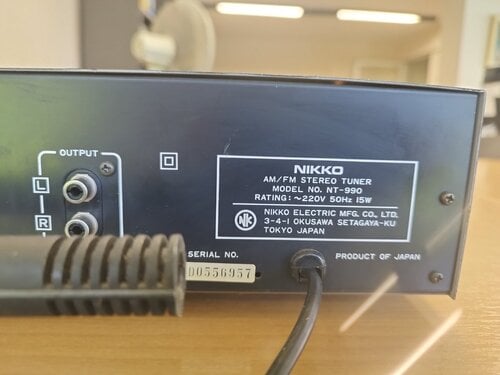 OUTPUT
L
R
NIKKO
AM/FM STEREO TUNER
MODEL NO. NT-990
RATING: ~220V 50Hz 15W
NIKKO ELECTRIC MFG. CO., LTD.
3-4-1 OKUSAWA SETAGAYA-KU
TOKYO JAPAN
SERIAL NO.
00556957
PRODUCT OF JAPAN